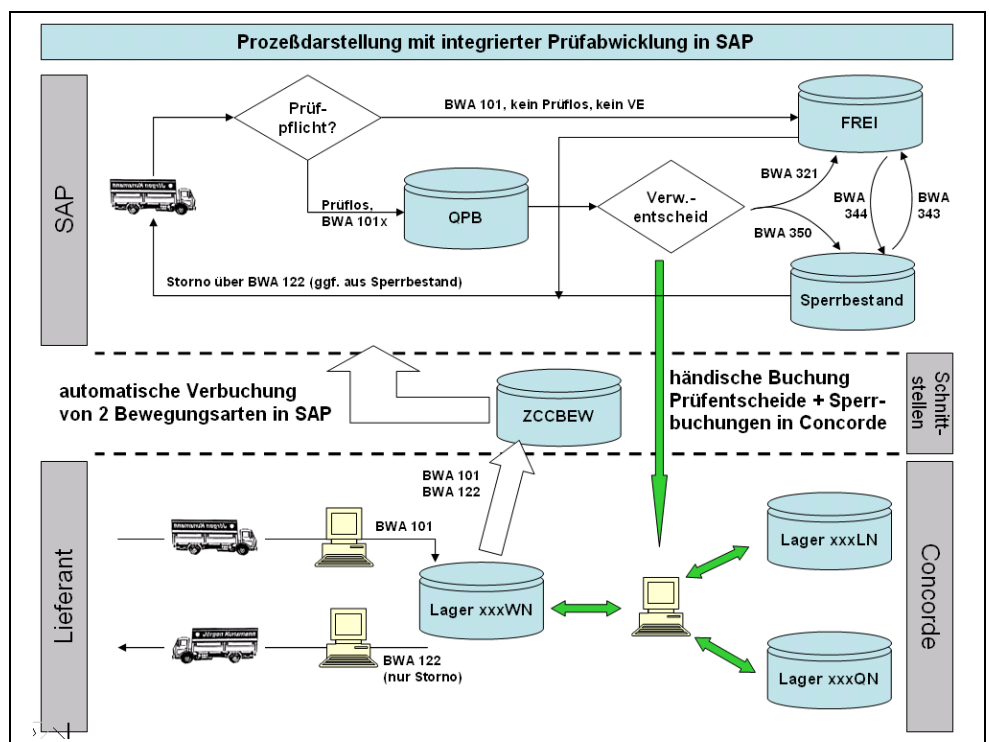 Prozeßdarstellung mit integrierter Prüfabwicklung in SAP
SAP
Prüf-
pflicht?
BWA 101, kein Prüflos, kein VE
FREI
Prüflos,
BWA 101x
QPB
Verw.-
entscheid
BWA 321
BWA 350
BWA
344
BWA
343
Storno über BWA 122 (ggf. aus Sperrbestand)
Sperrbestand
automatische Verbuchung
von 2 Bewegungsarten in SAP
ZCCBEW
händische Buchung
Prüfentscheide + Sperr-
buchungen in Concorde
Schnitt-
stellen
Lieferant
BWA 101
BWA 101
BWA 122
Lager xxxWN
Lager xxxLN
Jörgen Kunzmann
BWA 122
(nur Storno)
Lager xxxQN
Concorde